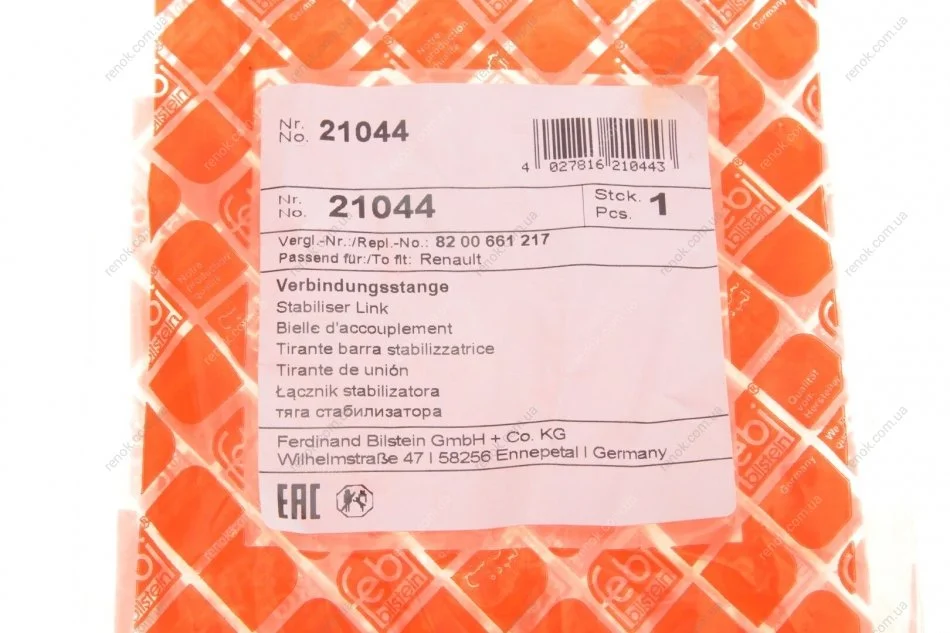 Nr.
No. 21044
4 027816 210443
Nr.
No. 21044
Stck.
Pcs. 1
Vergl.-Nr.:/Repl.-No.: 82 00 661 217
Passend für:/To fit: Renault
Verbindungsstange
Stabiliser Link
Bielle d'accouplement
Tirante barra stabilizzatrice
Tirante de unión
Łącznik stabilizatora
тяга стабилизатора
Ferdinand Bilstein GmbH + Co. KG
Wilhelmstraße 47 | 58256 Ennepetal | Germany
EAC
febi
bilstein
Germany
renok.com.ua